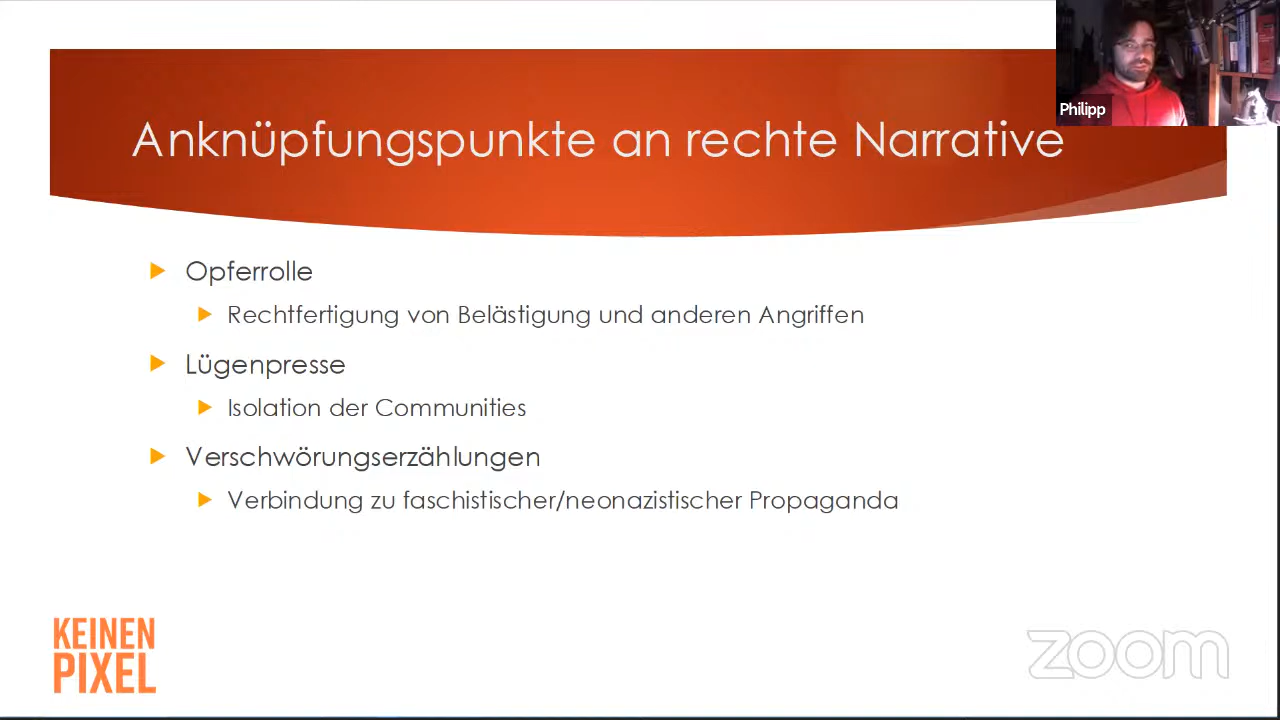 Philipp
Anknüpfungspunkte an rechte Narrative
Opferrolle
Rechtfertigung von Belästigung und anderen Angriffen
Lügenpresse
Isolation der Communities
Verschwörungserzählungen
Verbindung zu faschistischer/neonazistischer Propaganda
KEINEN
PIXEL
zoom